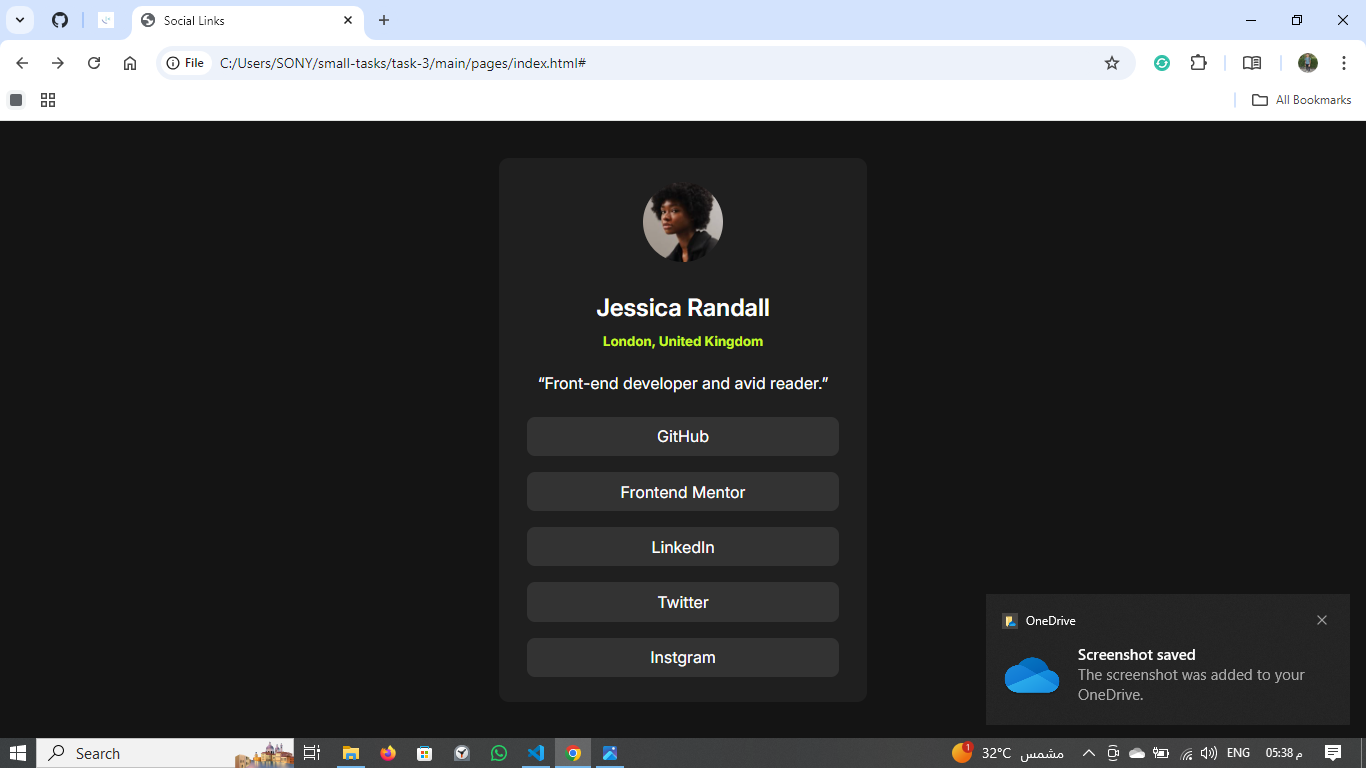 Social Links
File
C:/Users/SONY/small-tasks/task-3/main/pages/index.html#
All Bookmarks
Jessica Randall
London, United Kingdom
“Front-end developer and avid reader.”
GitHub
Frontend Mentor
LinkedIn
Twitter
Instgram
OneDrive
Screenshot saved
The screenshot was added to your
OneDrive.
Search
1
32°C مشمس
ENG
05:38 م